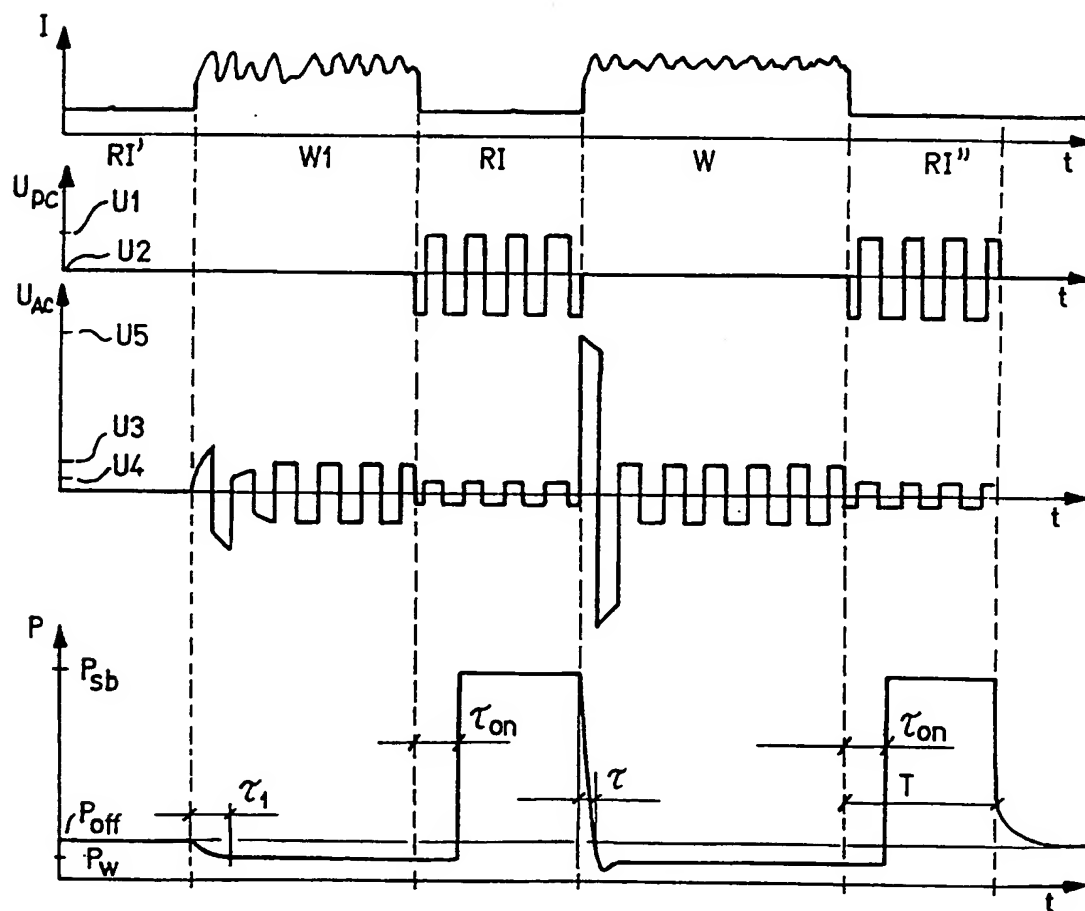 I
RI' W1 RI W RI" t
U_DC
U1
U2
t
U_AC
U5
U3
U4
t
P
P_sb
τ_on τ_on
τ T
τ_1
P_off
P_W
t